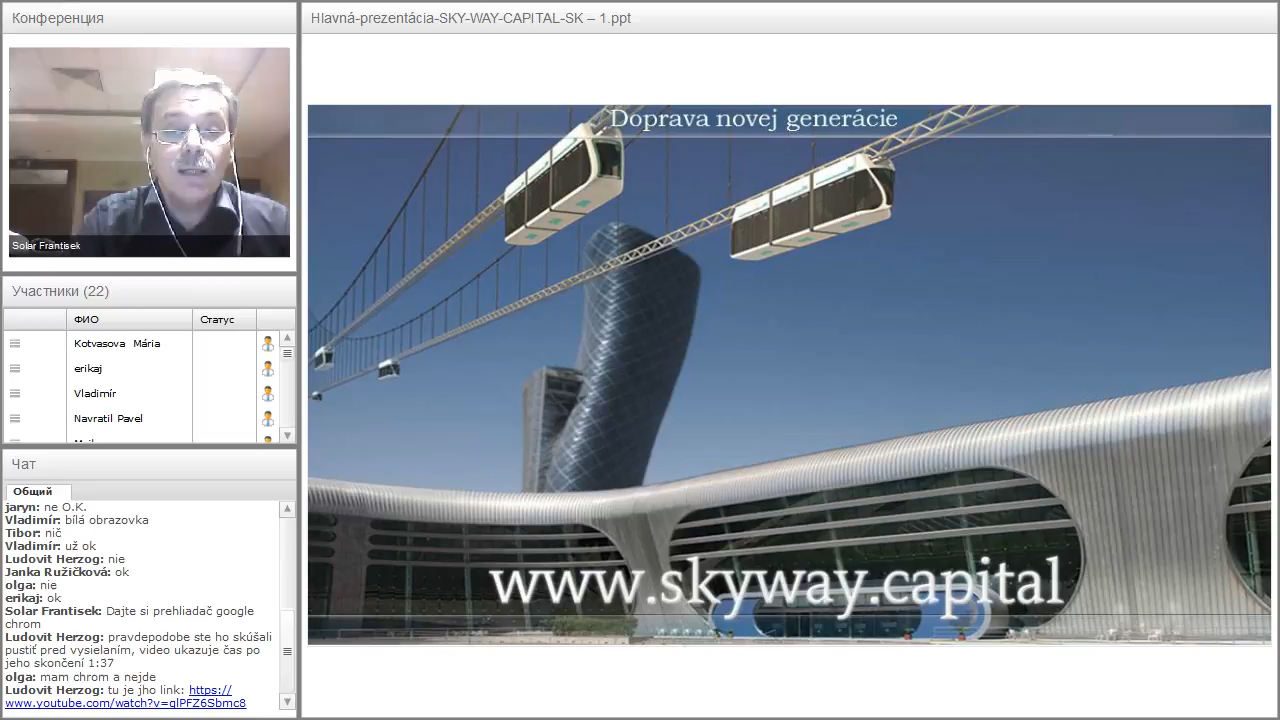 Конференция
Solar Frantisek
Участники (22)
ФИО
Статус
Kotvasova Mária
erikaj
Vladimír
Navratil Pavel
Чат
Общий
jaryn: ne O.K.
Vladimír: bílá obrazovka
Tibor: nič
Vladimír: už ok
Ludovit Herzog: nie
Janka Ružičková: ok
olga: nie
erikaj: ok
Solar Frantisek: Dajte si prehliadač google
chrom
Ludovit Herzog: pravdepodobe ste ho skúšali
pustiť pred vysielaním, video ukazuje čas po
jeho skončení 1:37
olga: mam chrom a nejde
Ludovit Herzog: tu je jho link: https://
www.youtube.com/watch?v=qlPFZ6Sbmc8
Hlavná-prezentácia-SKY-WAY-CAPITAL-SK – 1.ppt
Doprava novej generácie
www.skyway.capital